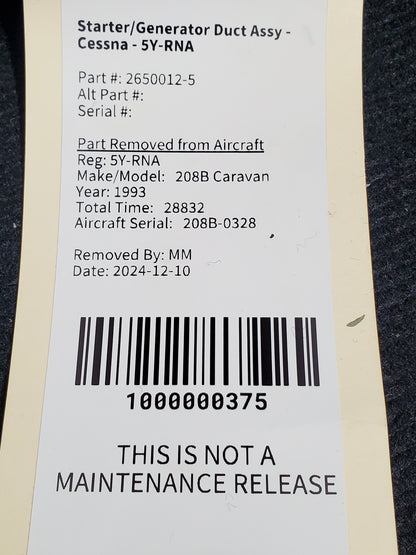 Starter/Generator Duct Assy -
Cessna - 5Y-RNA
Part #: 2650012-5
Alt Part #:
Serial #:
Part Removed from Aircraft
Reg: 5Y-RNA
Make/Model: 208B Caravan
Year: 1993
Total Time: 28832
Aircraft Serial: 208B-0328
Removed By: MM
Date: 2024-12-10
1000000375
THIS IS NOT A
MAINTENANCE RELEASE